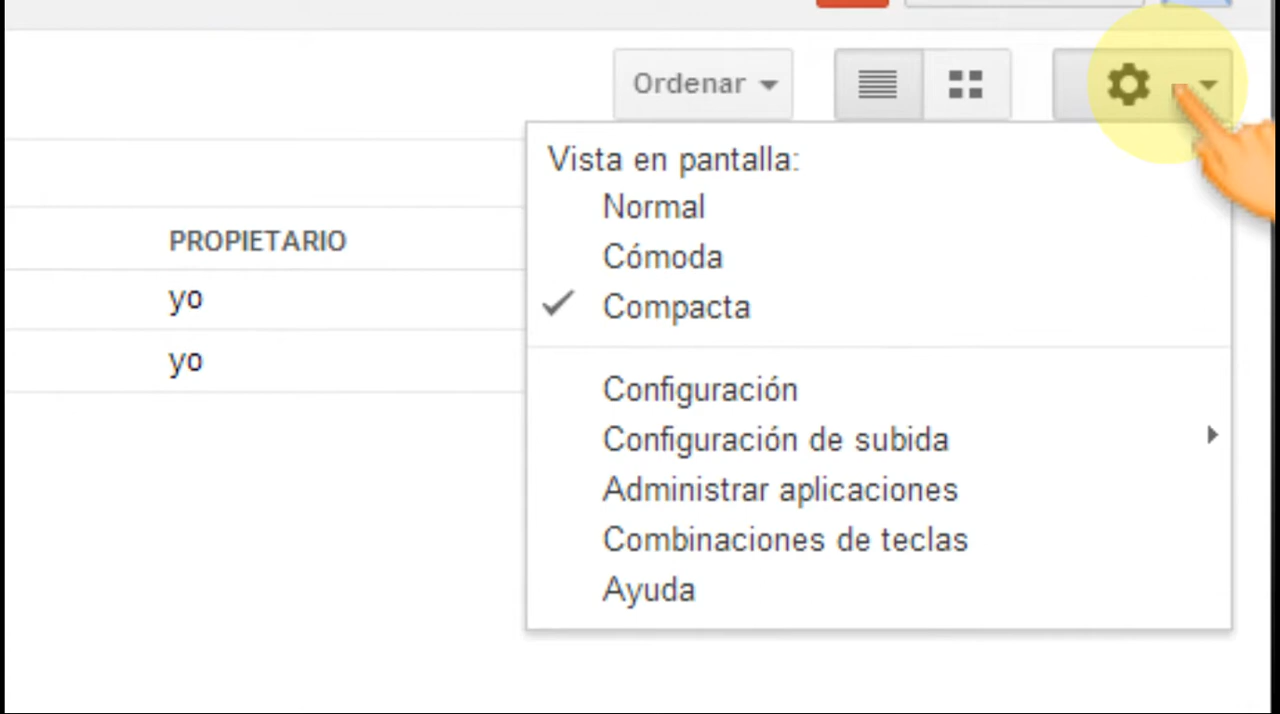 Ordenar
Vista en pantalla:
Normal
PROPIETARIO
Cómoda
yo
Compacta
yo
Configuración
Configuración de subida
Administrar aplicaciones
Combinaciones de teclas
Ayuda